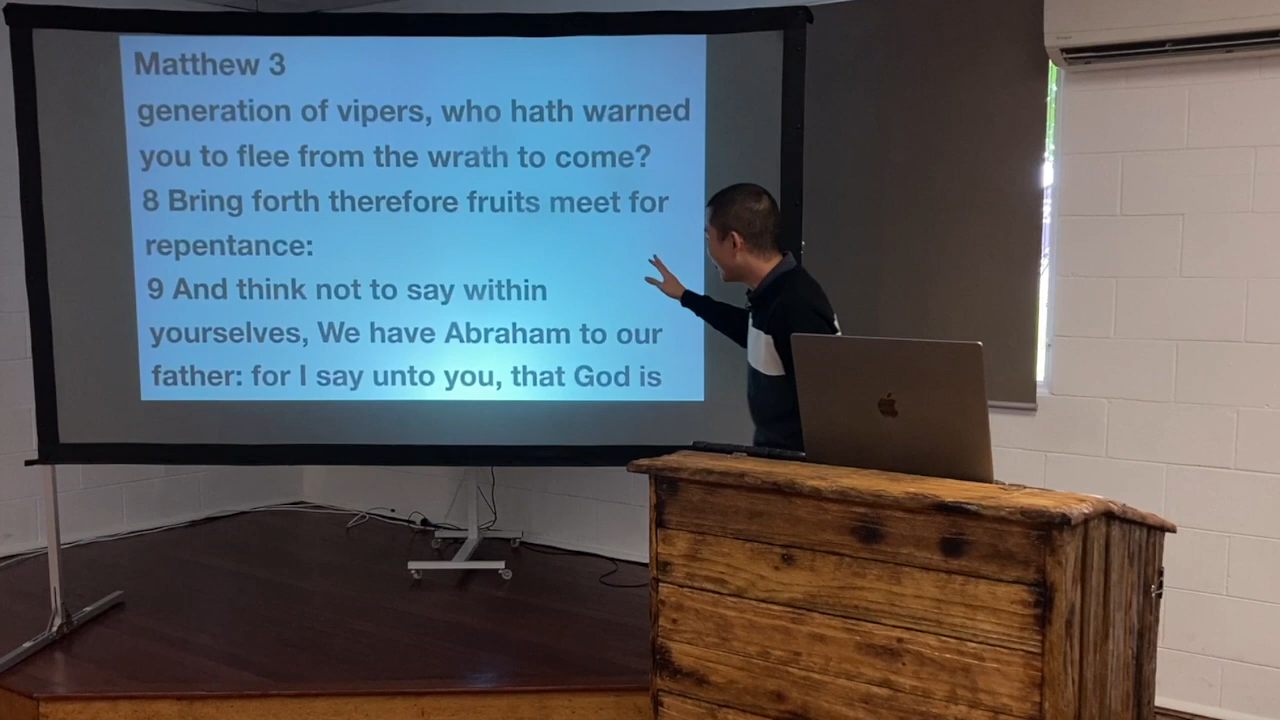 Matthew 3
generation of vipers, who hath warned
you to flee from the wrath to come?
8 Bring forth therefore fruits meet for
repentance:
9 And think not to say within
yourselves, We have Abraham to our
father: for I say unto you, that God is